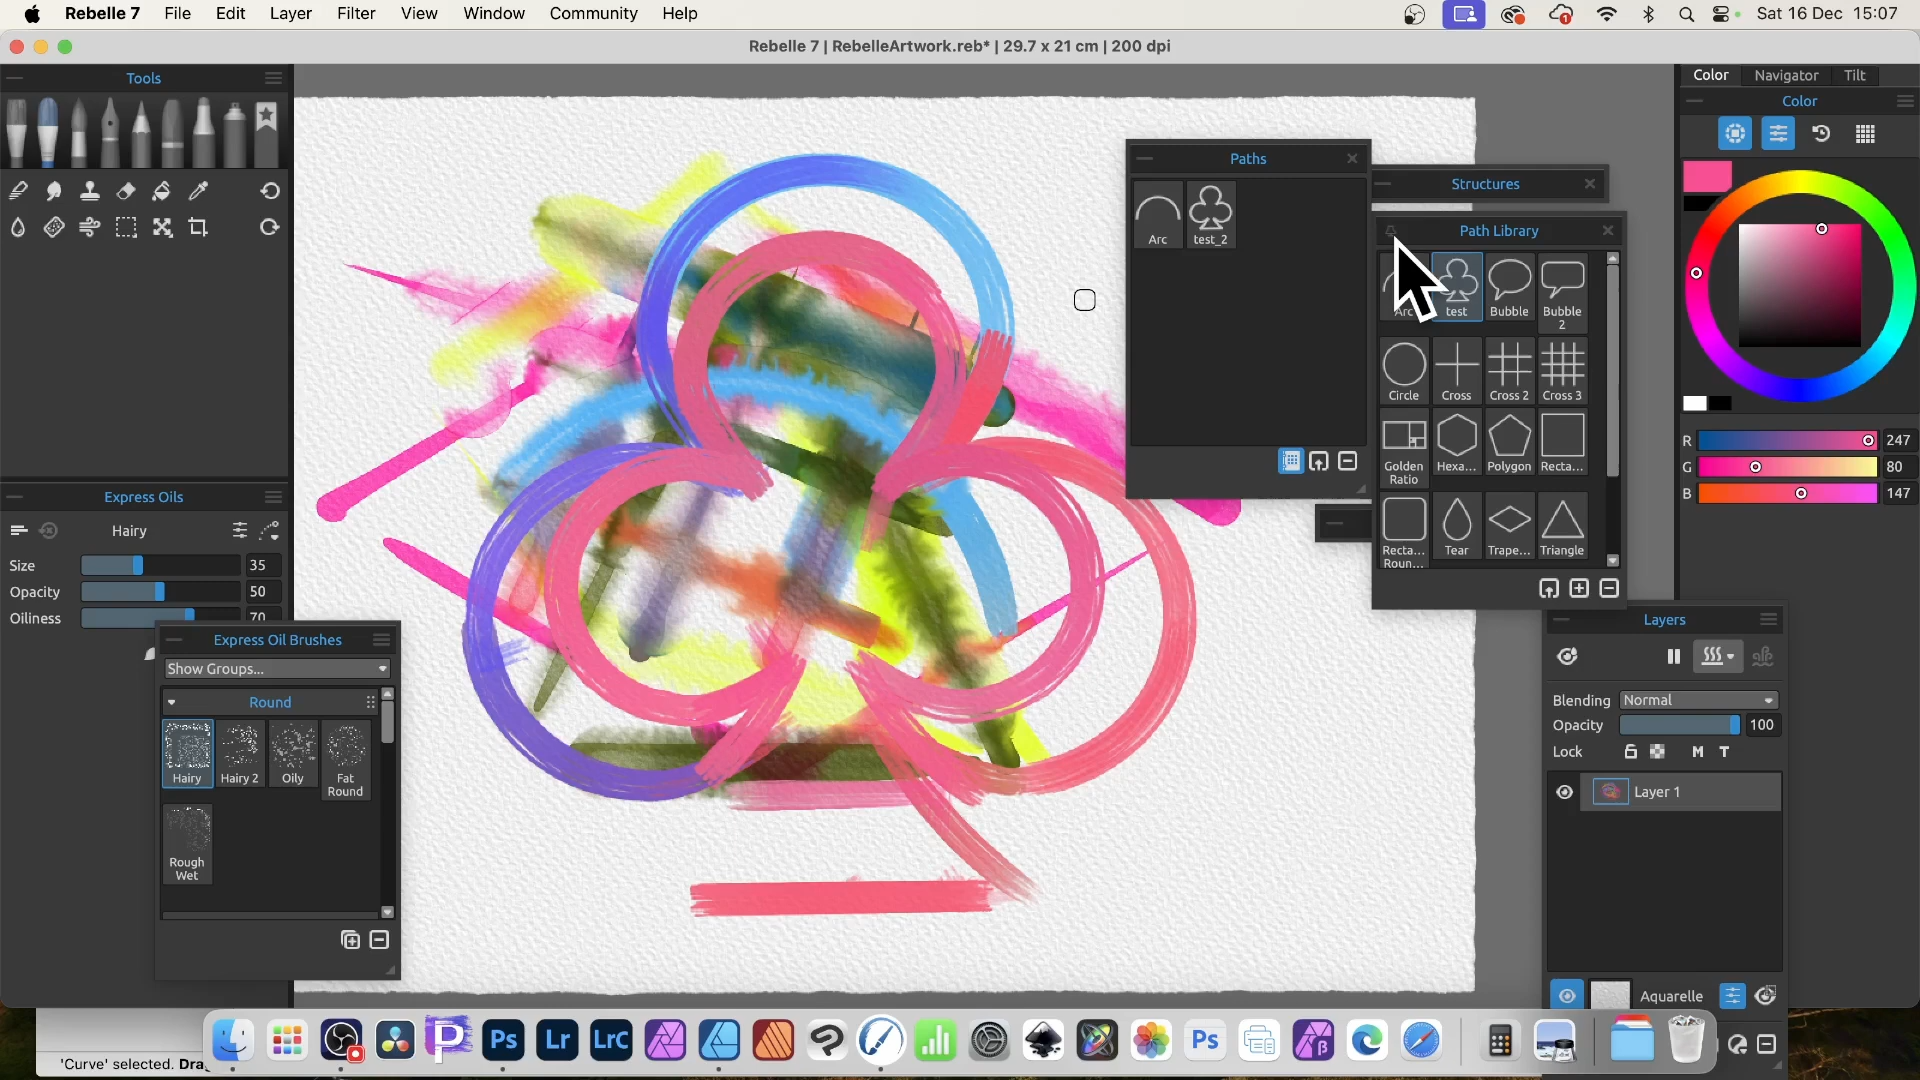 Rebelle 7 File Edit Layer Filter View Window Community Help
Sat 16 Dec 15:07
Rebelle 7 | RebelleArtwork.reb* | 29.7 x 21 cm | 200 dpi
Tools
Express Oils
Hairy
Size 35
Opacity 50
Oiliness 70
Express Oil Brushes
Show Groups...
Round
Hairy Hairy 2 Oily Fat Round
Rough Wet
Paths
Arc test_2
Structures
Path Library
Arc test Bubble Bubble 2
Circle Cross Cross 2 Cross 3
Golden Ratio Hexa... Polygon Recta...
Recta... Roun... Tear Trape... Triangle
Color Navigator Tilt
Color
R 247
G 80
B 147
Layers
Blending Normal
Opacity 100
Lock M T
Layer 1
Aquarelle
Ps Lr LrC Ps
'Curve' selected. Drag